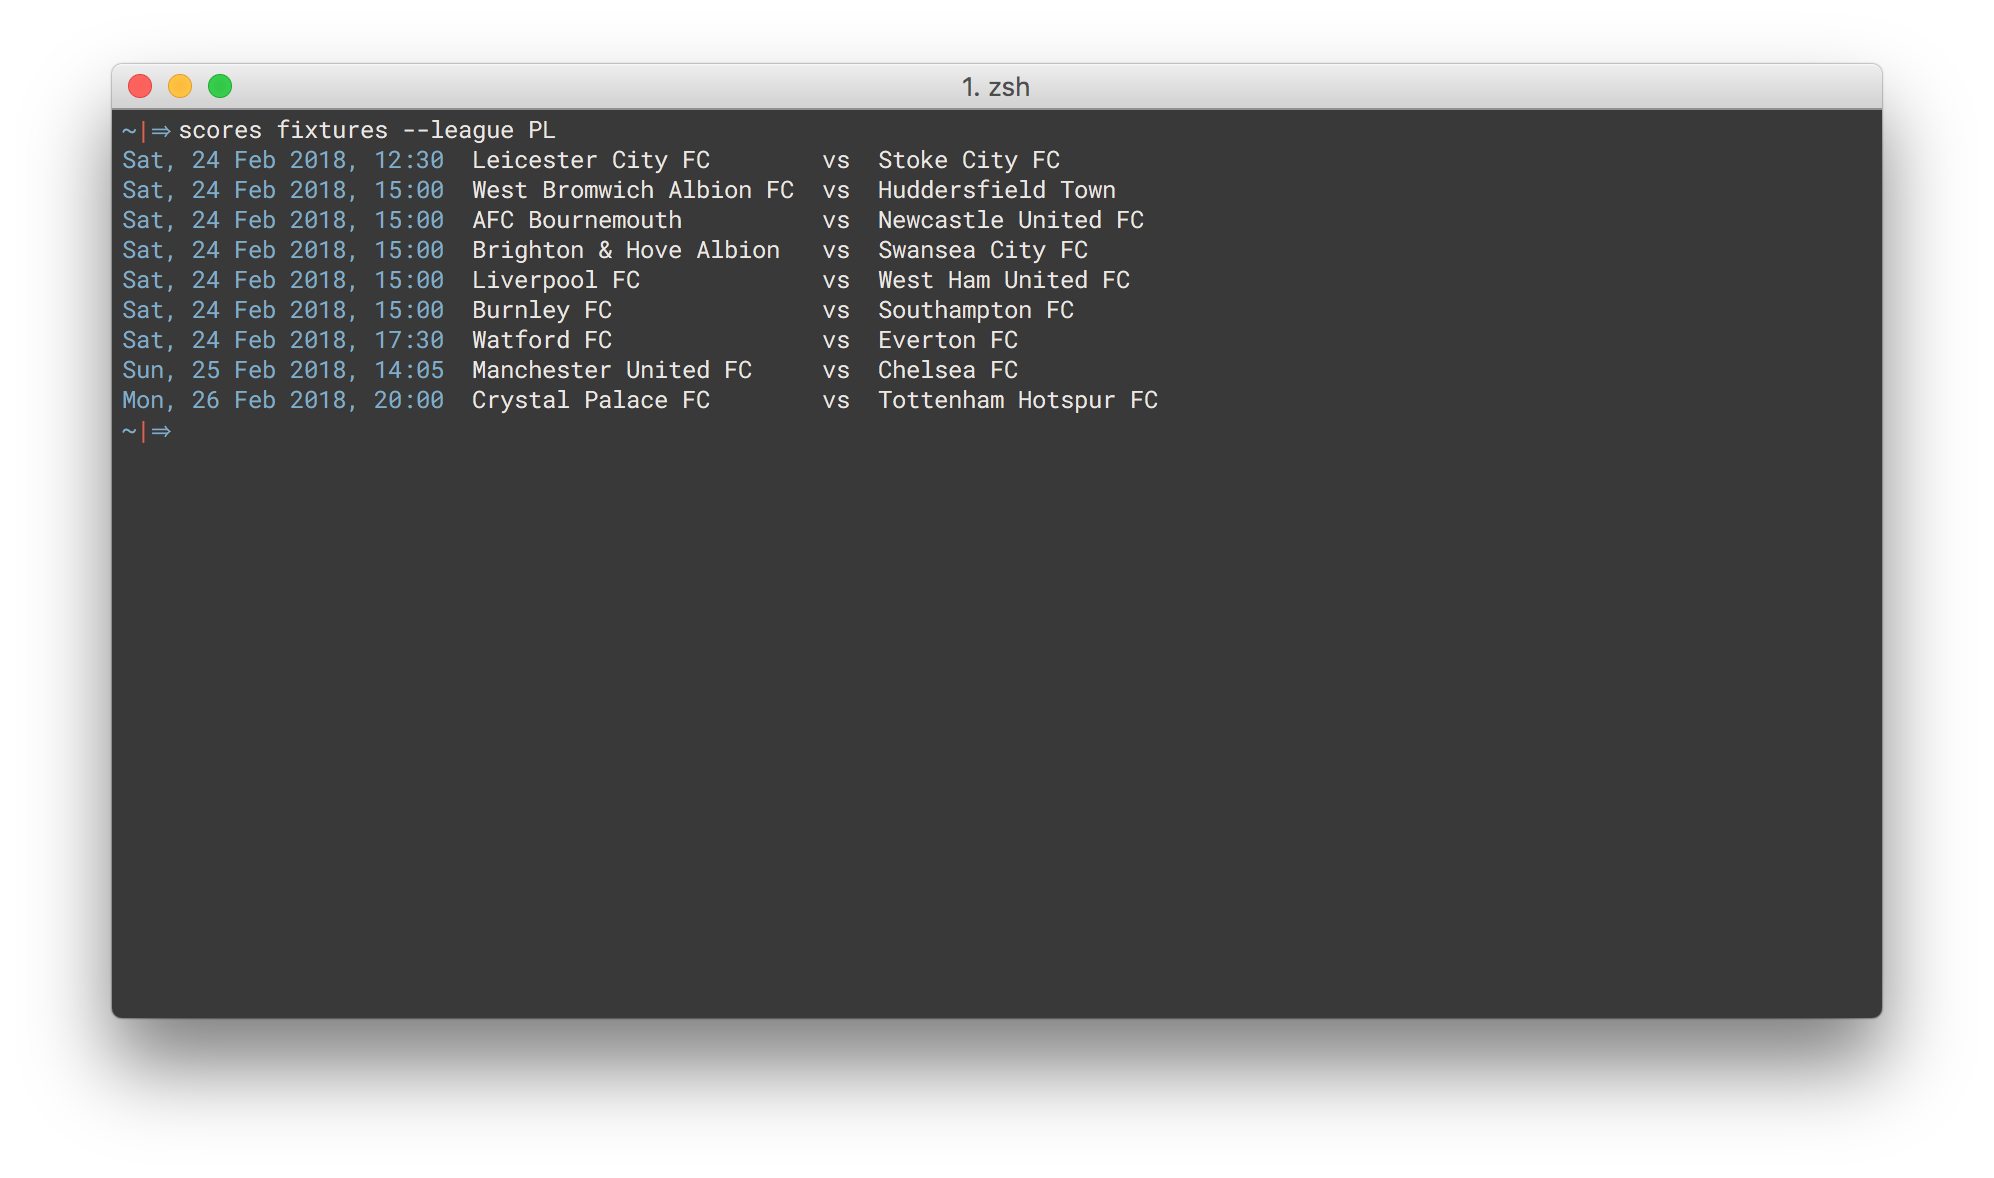 1. zsh
~|⇒ scores fixtures --league PL
Sat, 24 Feb 2018, 12:30  Leicester City FC        vs  Stoke City FC
Sat, 24 Feb 2018, 15:00  West Bromwich Albion FC  vs  Huddersfield Town
Sat, 24 Feb 2018, 15:00  AFC Bournemouth          vs  Newcastle United FC
Sat, 24 Feb 2018, 15:00  Brighton & Hove Albion   vs  Swansea City FC
Sat, 24 Feb 2018, 15:00  Liverpool FC             vs  West Ham United FC
Sat, 24 Feb 2018, 15:00  Burnley FC               vs  Southampton FC
Sat, 24 Feb 2018, 17:30  Watford FC               vs  Everton FC
Sun, 25 Feb 2018, 14:05  Manchester United FC     vs  Chelsea FC
Mon, 26 Feb 2018, 20:00  Crystal Palace FC        vs  Tottenham Hotspur FC
~|⇒